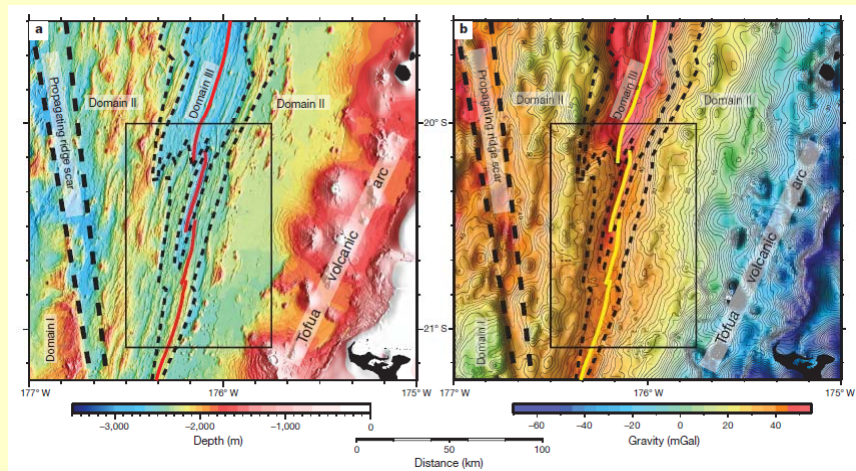 a
Propagating ridge scar
Domain II
Domain III
Domain II
Domain I
Tofua volcanic arc
177° W
176° W
175° W
b
Propagating ridge scar
Domain II
Domain III
Domain II
Domain I
Tofua volcanic arc
20° S
21° S
177° W
176° W
175° W
–3,000 –2,000 –1,000 0
Depth (m)
0 50 100
Distance (km)
–60 –40 –20 0 20 40
Gravity (mGal)